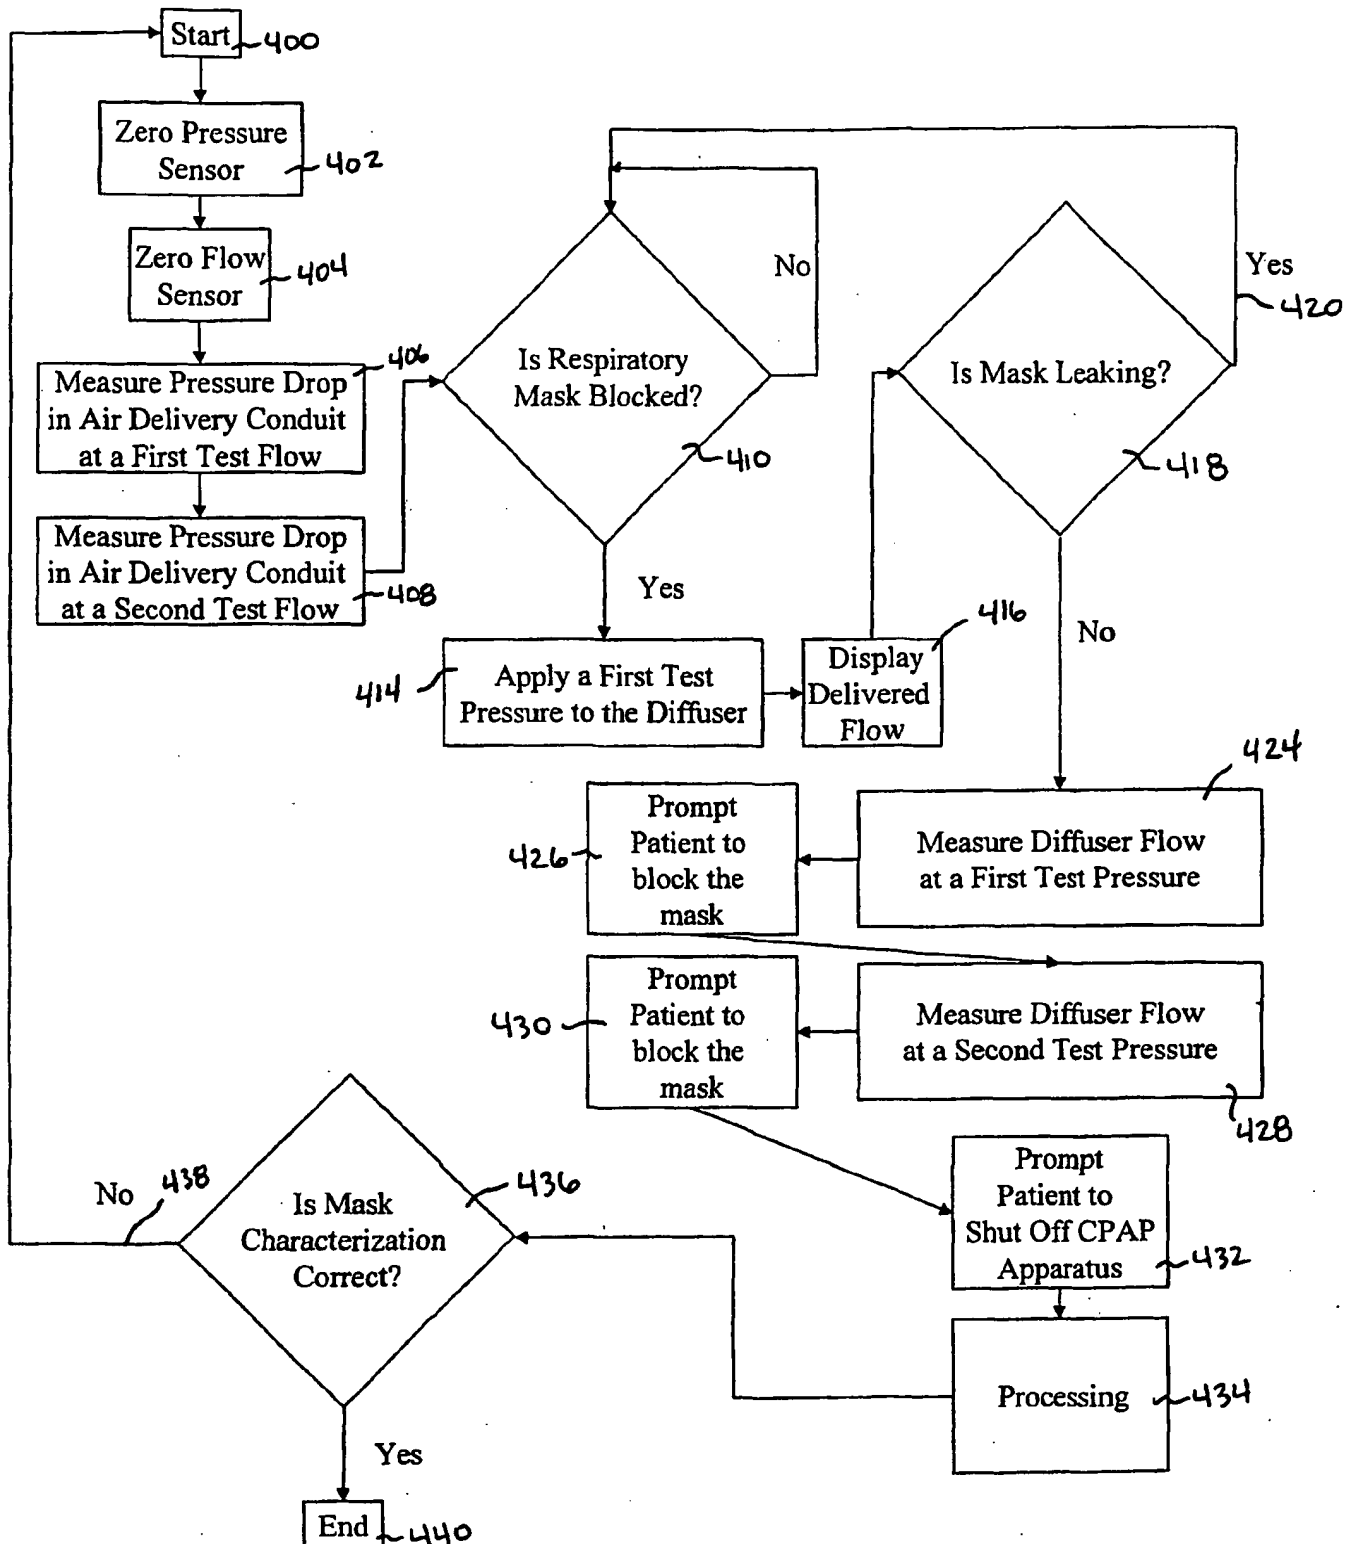 Start
400
Zero Pressure
Sensor
402
Zero Flow
Sensor
404
406
Measure Pressure Drop
in Air Delivery Conduit
at a First Test Flow
Measure Pressure Drop
in Air Delivery Conduit
at a Second Test Flow
408
Is Respiratory
Mask Blocked?
410
No
Yes
414
Apply a First Test
Pressure to the Diffuser
416
Display
Delivered
Flow
Is Mask Leaking?
418
Yes
420
No
424
Measure Diffuser Flow
at a First Test Pressure
426
Prompt
Patient to
block the
mask
Measure Diffuser Flow
at a Second Test Pressure
428
430
Prompt
Patient to
block the
mask
Prompt
Patient to
Shut Off CPAP
Apparatus
432
Processing
434
Is Mask
Characterization
Correct?
436
No
438
Yes
End
440